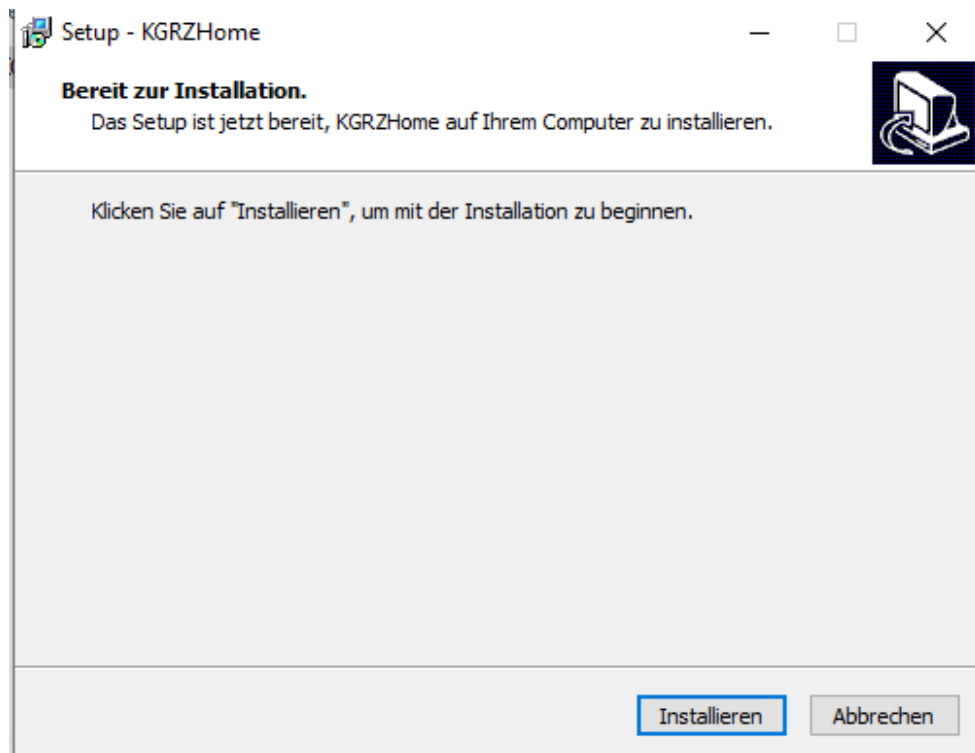 Setup - KGRZHome
Bereit zur Installation.
Das Setup ist jetzt bereit, KGRZHome auf Ihrem Computer zu installieren.
Klicken Sie auf "Installieren", um mit der Installation zu beginnen.
Installieren
Abbrechen